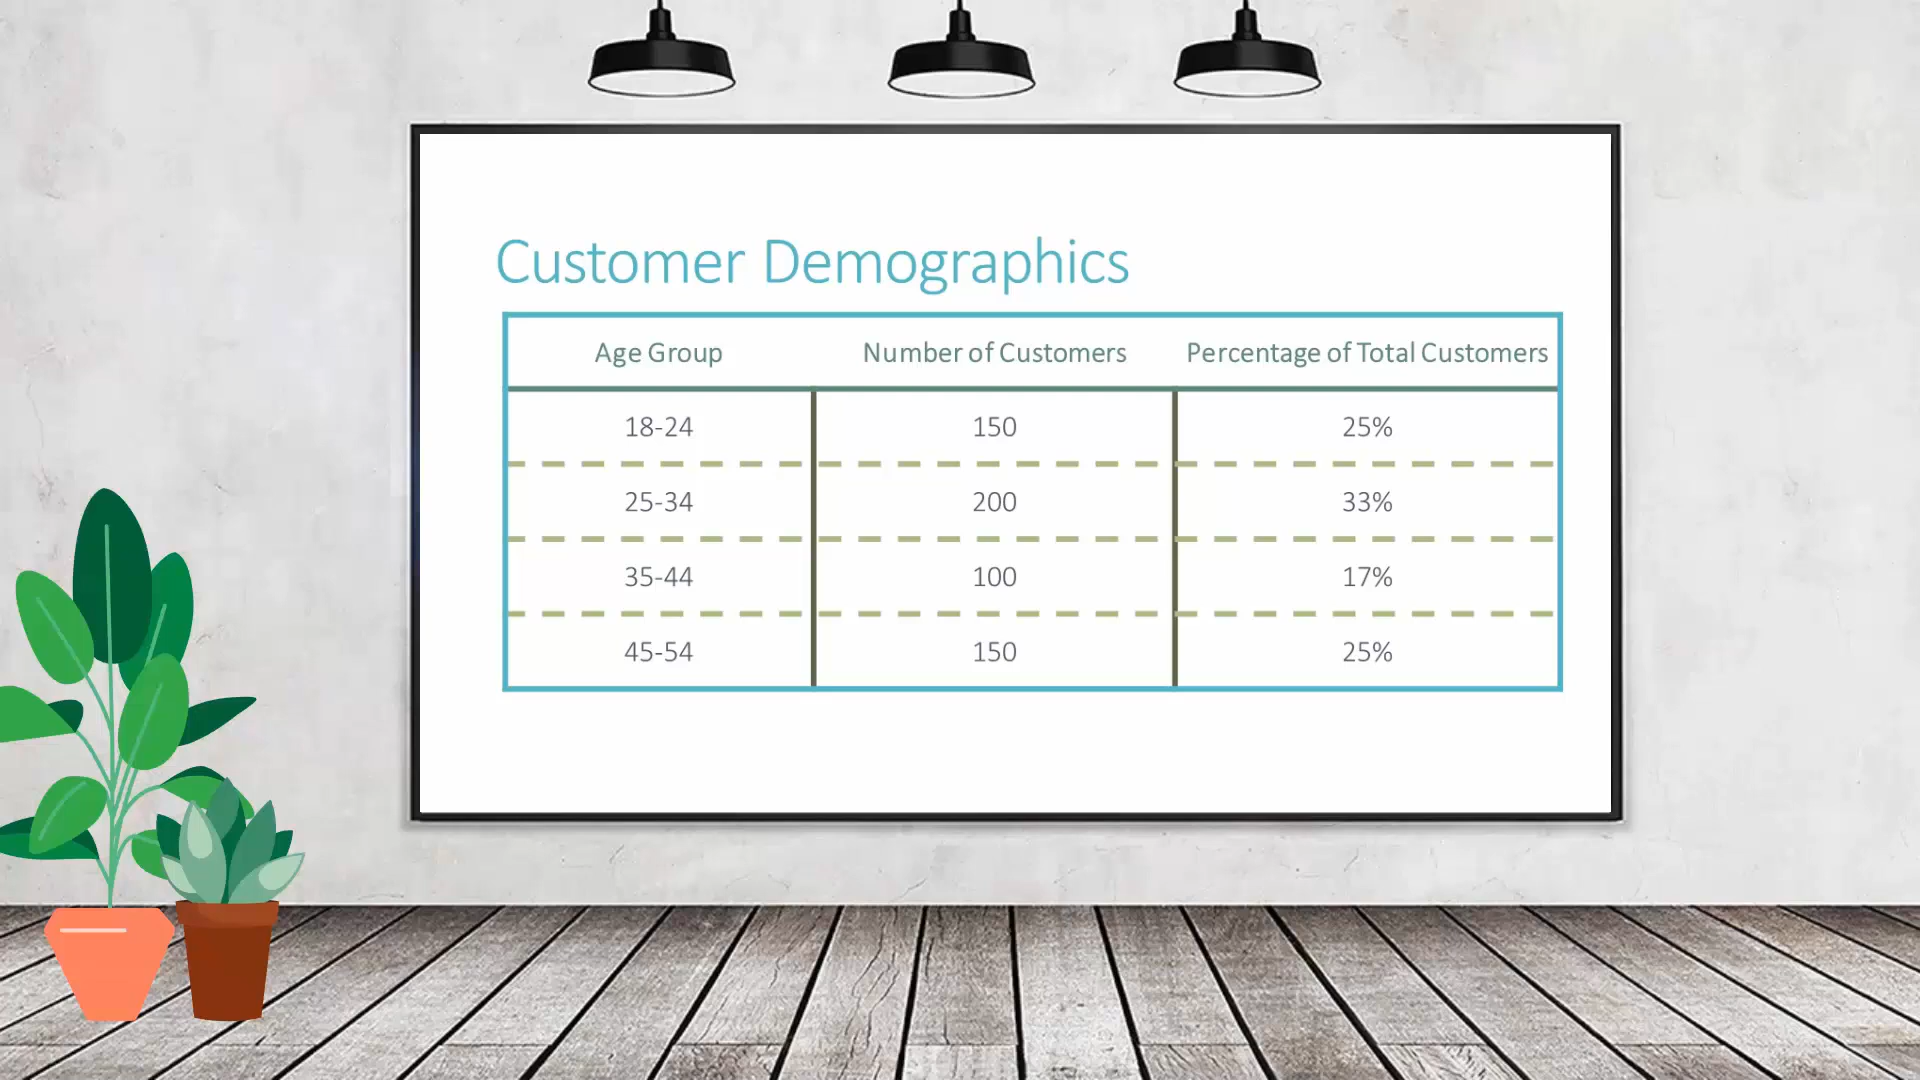 Customer Demographics
Age Group Number of Customers Percentage of Total Customers
18-24 150 25%
25-34 200 33%
35-44 100 17%
45-54 150 25%